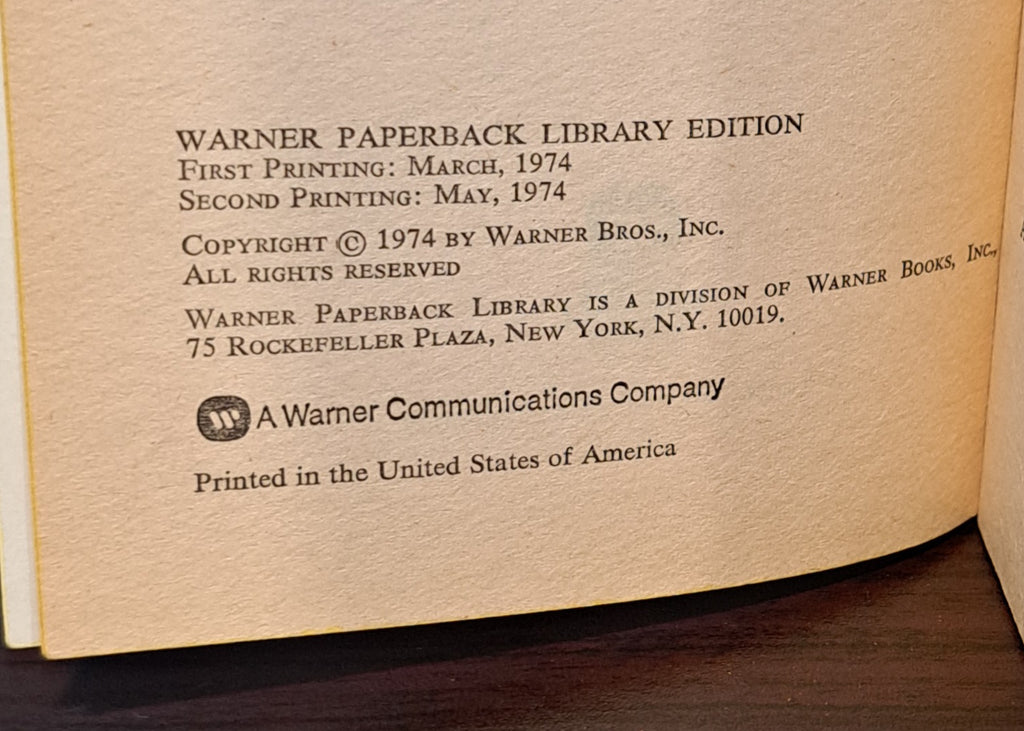 WARNER PAPERBACK LIBRARY EDITION
FIRST PRINTING: MARCH, 1974
SECOND PRINTING: MAY, 1974
COPYRIGHT © 1974 BY WARNER BROS., INC.
ALL RIGHTS RESERVED
WARNER PAPERBACK LIBRARY IS A DIVISION OF WARNER BOOKS, INC.,
75 ROCKEFELLER PLAZA, NEW YORK, N.Y. 10019.
A Warner Communications Company
Printed in the United States of America